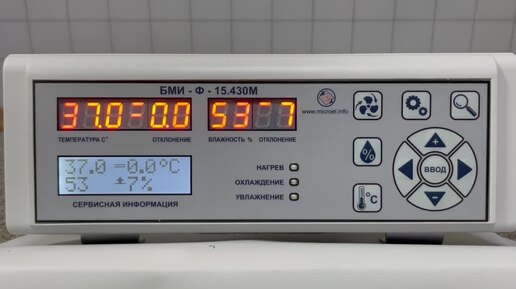 БМИ - Ф - 15.430М
37.0-0.0 53-7
www.microel.info
ТЕМПЕРАТУРА C° ОТКЛОНЕНИЕ ВЛАЖНОСТЬ % ОТКЛОНЕНИЕ
37.0 =0.0°C
53 ±7%
НАГРЕВ
ОХЛАЖДЕНИЕ
УВЛАЖНЕНИЕ
СЕРВИСНАЯ ИНФОРМАЦИЯ
%
°C
+
ВВОД
-